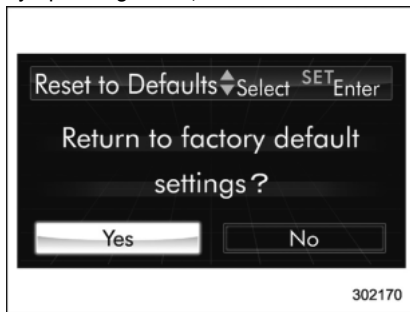 Reset to Defaults Select SET Enter
Return to factory default
settings?
Yes No
302170